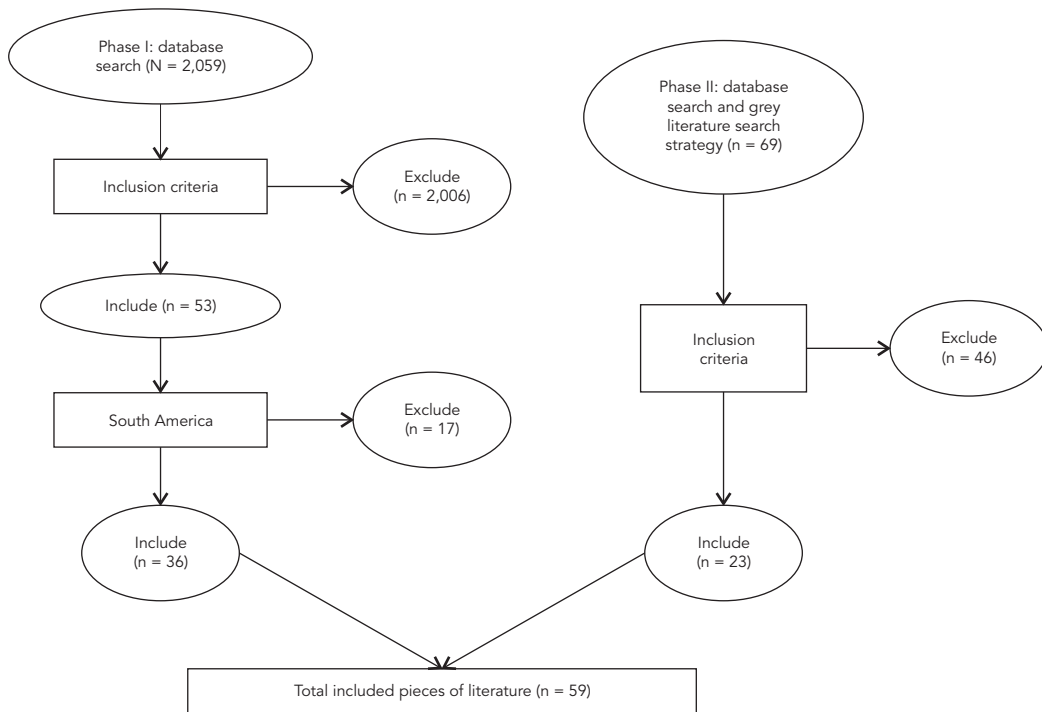 Phase I: database
search (N = 2,059)
Inclusion criteria
Exclude
(n = 2,006)
Include (n = 53)
South America
Exclude
(n = 17)
Include
(n = 36)
Phase II: database
search and grey
literature search
strategy (n = 69)
Inclusion
criteria
Exclude
(n = 46)
Include
(n = 23)
Total included pieces of literature (n = 59)